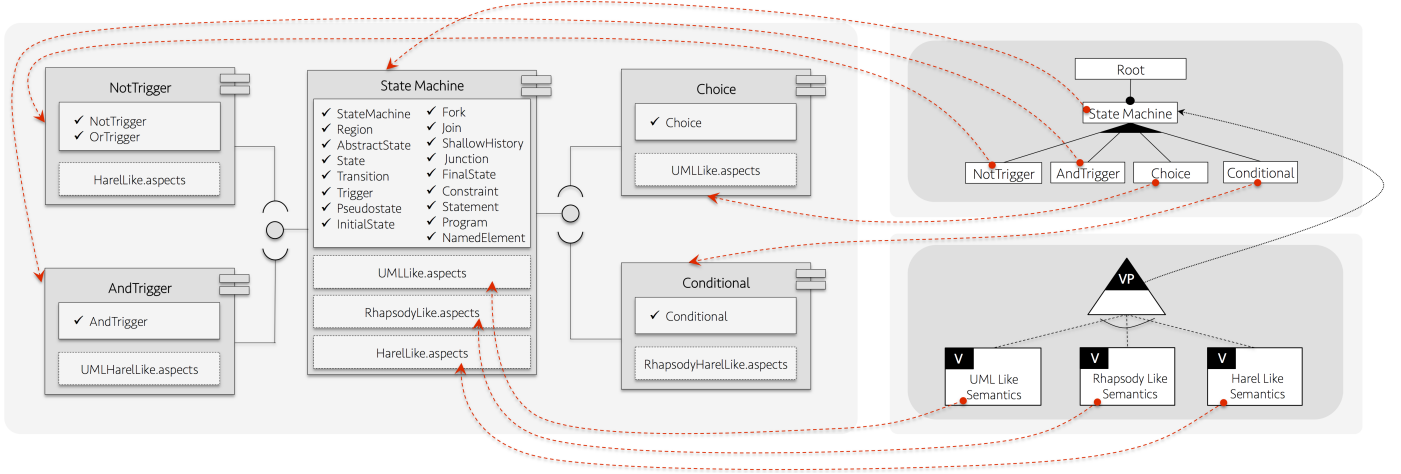 NotTrigger
✓ NotTrigger
✓ OrTrigger
HarelLike.aspects
AndTrigger
✓ AndTrigger
UMLHarelLike.aspects
State Machine
✓ StateMachine
✓ Region
✓ AbstractState
✓ State
✓ Transition
✓ Trigger
✓ Pseudostate
✓ InitialState
✓ Fork
✓ Join
✓ ShallowHistory
✓ Junction
✓ FinalState
✓ Constraint
✓ Statement
✓ Program
✓ NamedElement
UMLLike.aspects
RhapsodyLike.aspects
HarelLike.aspects
Choice
✓ Choice
UMLLike.aspects
Conditional
✓ Conditional
RhapsodyHarelLike.aspects
Root
State Machine
NotTrigger
AndTrigger
Choice
Conditional
VP
V
UML Like
Semantics
V
Rhapsody Like
Semantics
V
Harel Like
Semantics